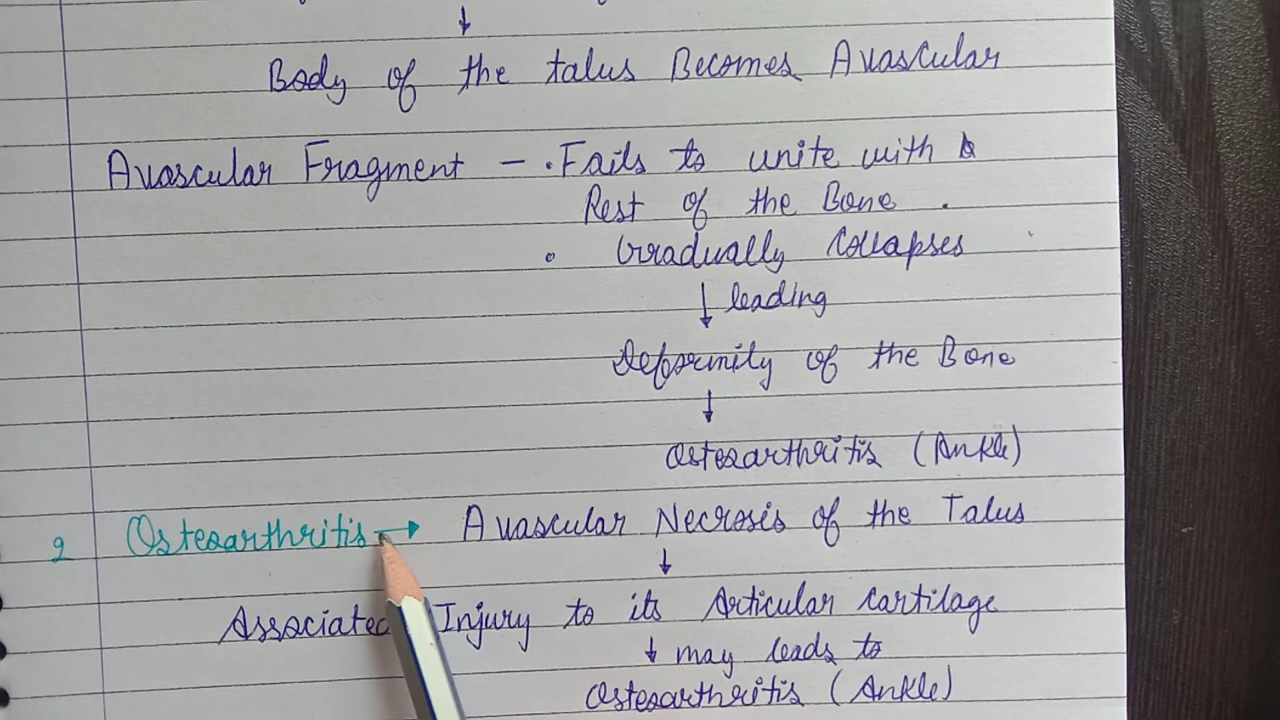 ↓
Body of the talus Becomes Avascular
Avascular Fragment – . Fails to unite with
Rest of the Bone .
• Gradually collapses
↓ leading
Deformity of the Bone
↓
Osteoarthritis (Ankle)
2 Osteoarthritis → Avascular Necrosis of the Talus
↓
Associated Injury to its Articular cartilage
↓ may leads to
Osteoarthritis (Ankle)